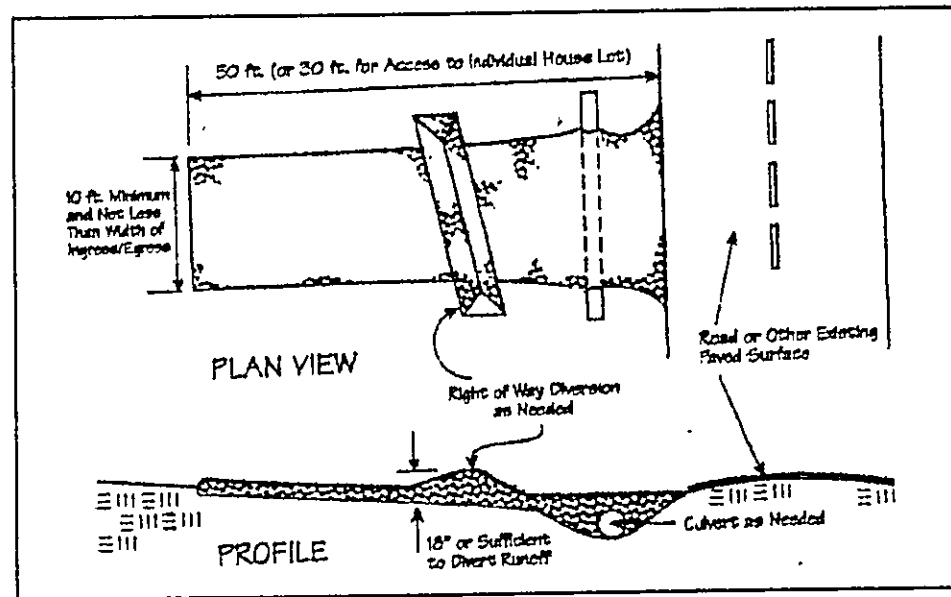 50 ft. (or 30 ft. for Access to Individual House Lot)
10 ft. Minimum
and Not Less
Than Width of
Ingress/Egress
PLAN VIEW
Right of Way Diversion
as Needed
Road or Other Existing
Paved Surface
Culvert as Needed
18" or Sufficient
to Divert Runoff
PROFILE